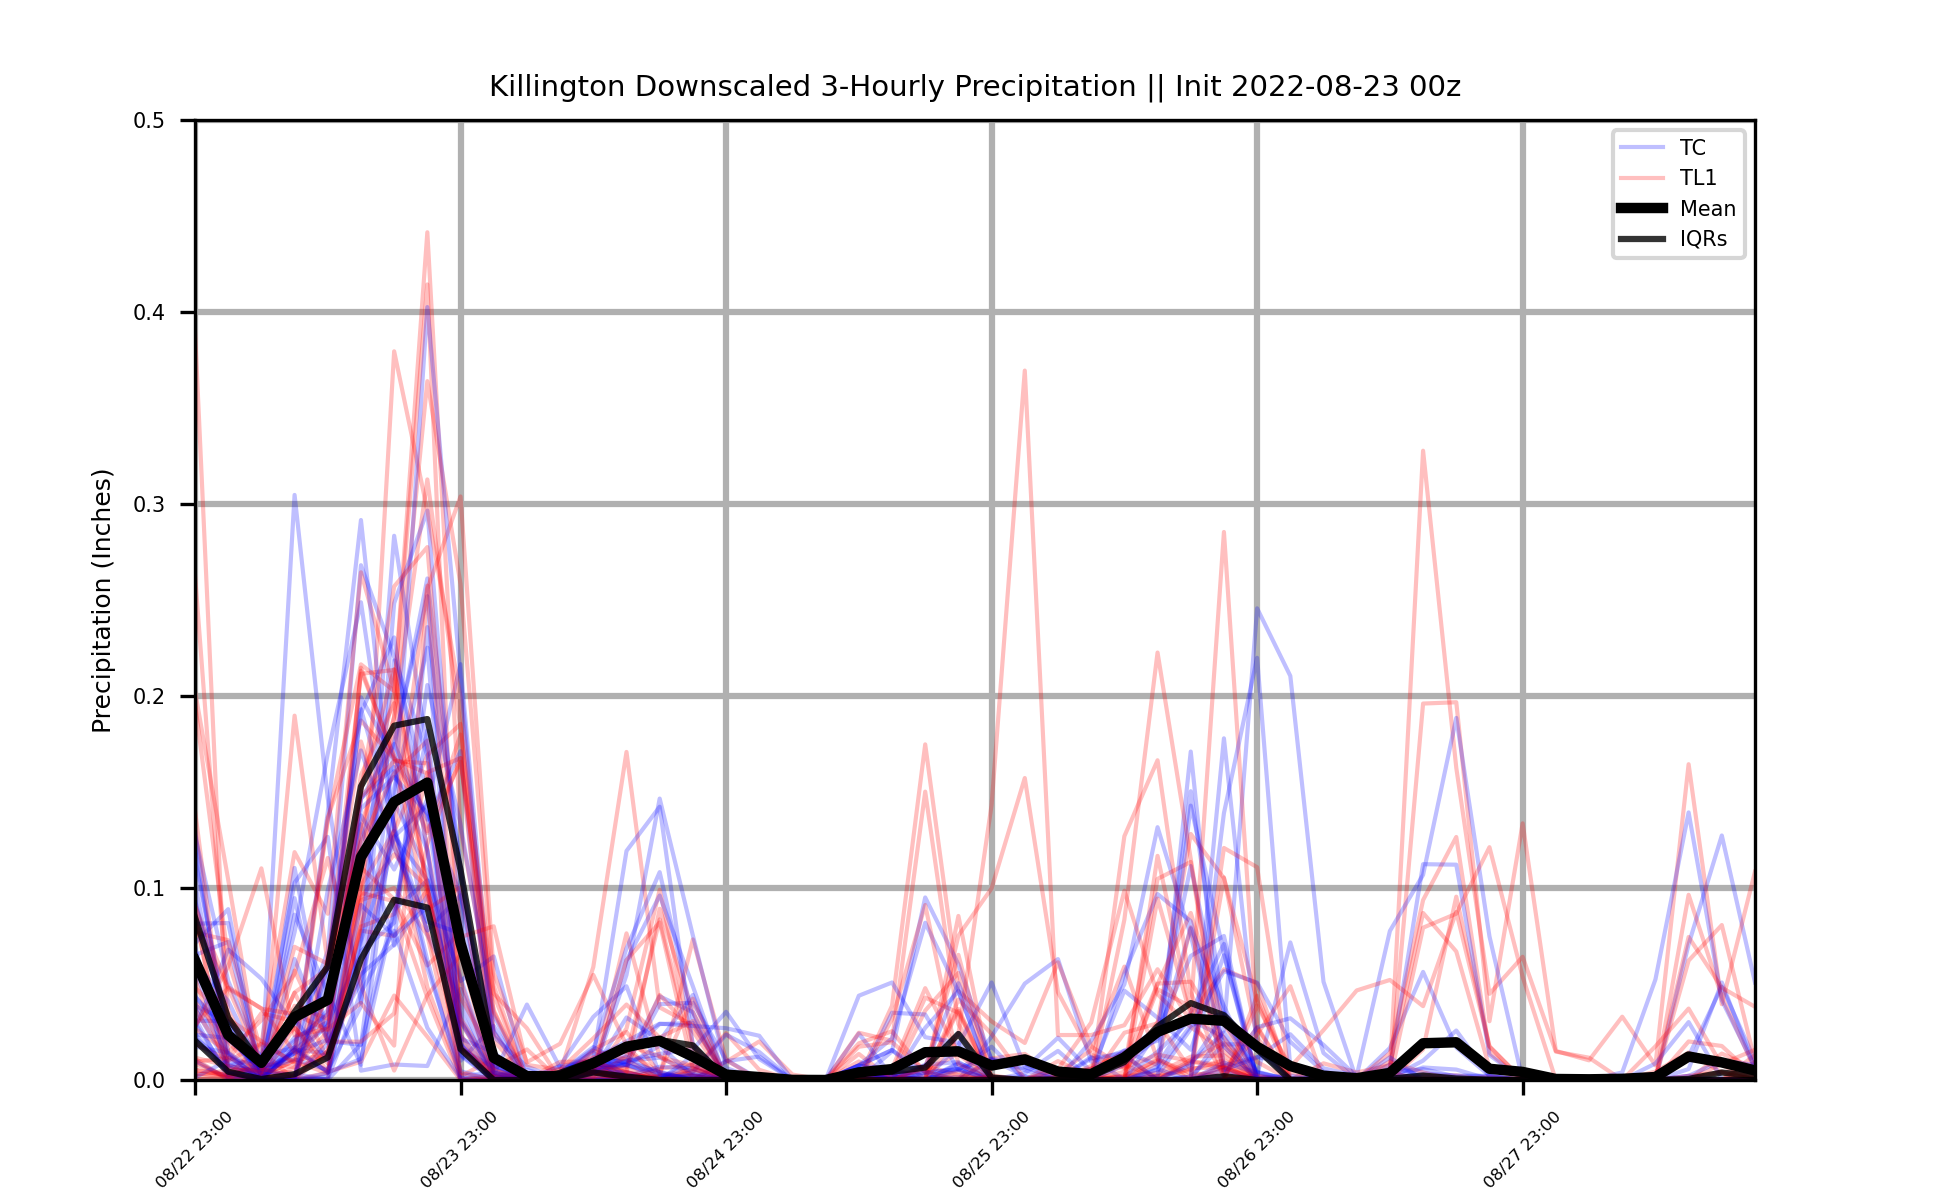 Killington Downscaled 3-Hourly Precipitation || Init 2022-08-23 00z
Precipitation (Inches)
0.5
0.4
0.3
0.2
0.1
0.0
TC
TL1
Mean
IQRs
08/22 23:00
08/23 23:00
08/24 23:00
08/25 23:00
08/26 23:00
08/27 23:00